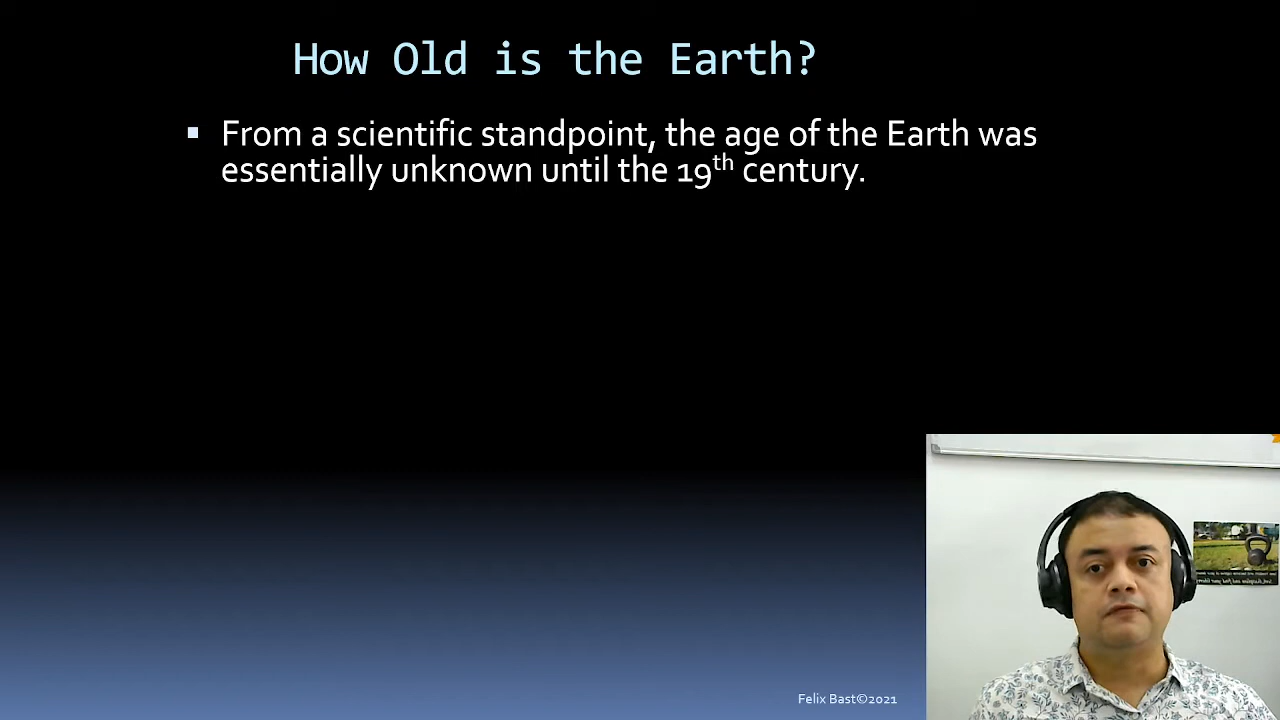 How Old is the Earth?
▪ From a scientific standpoint, the age of the Earth was
essentially unknown until the 19th century.
Felix Bast©2021